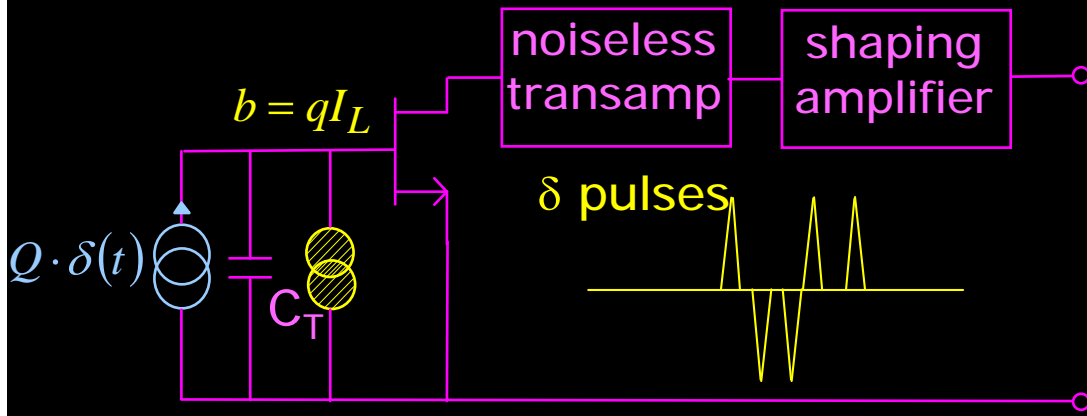 noiseless
transamp
shaping
amplifier
b = qI_L
δ pulses
Q · δ(t)
C_T